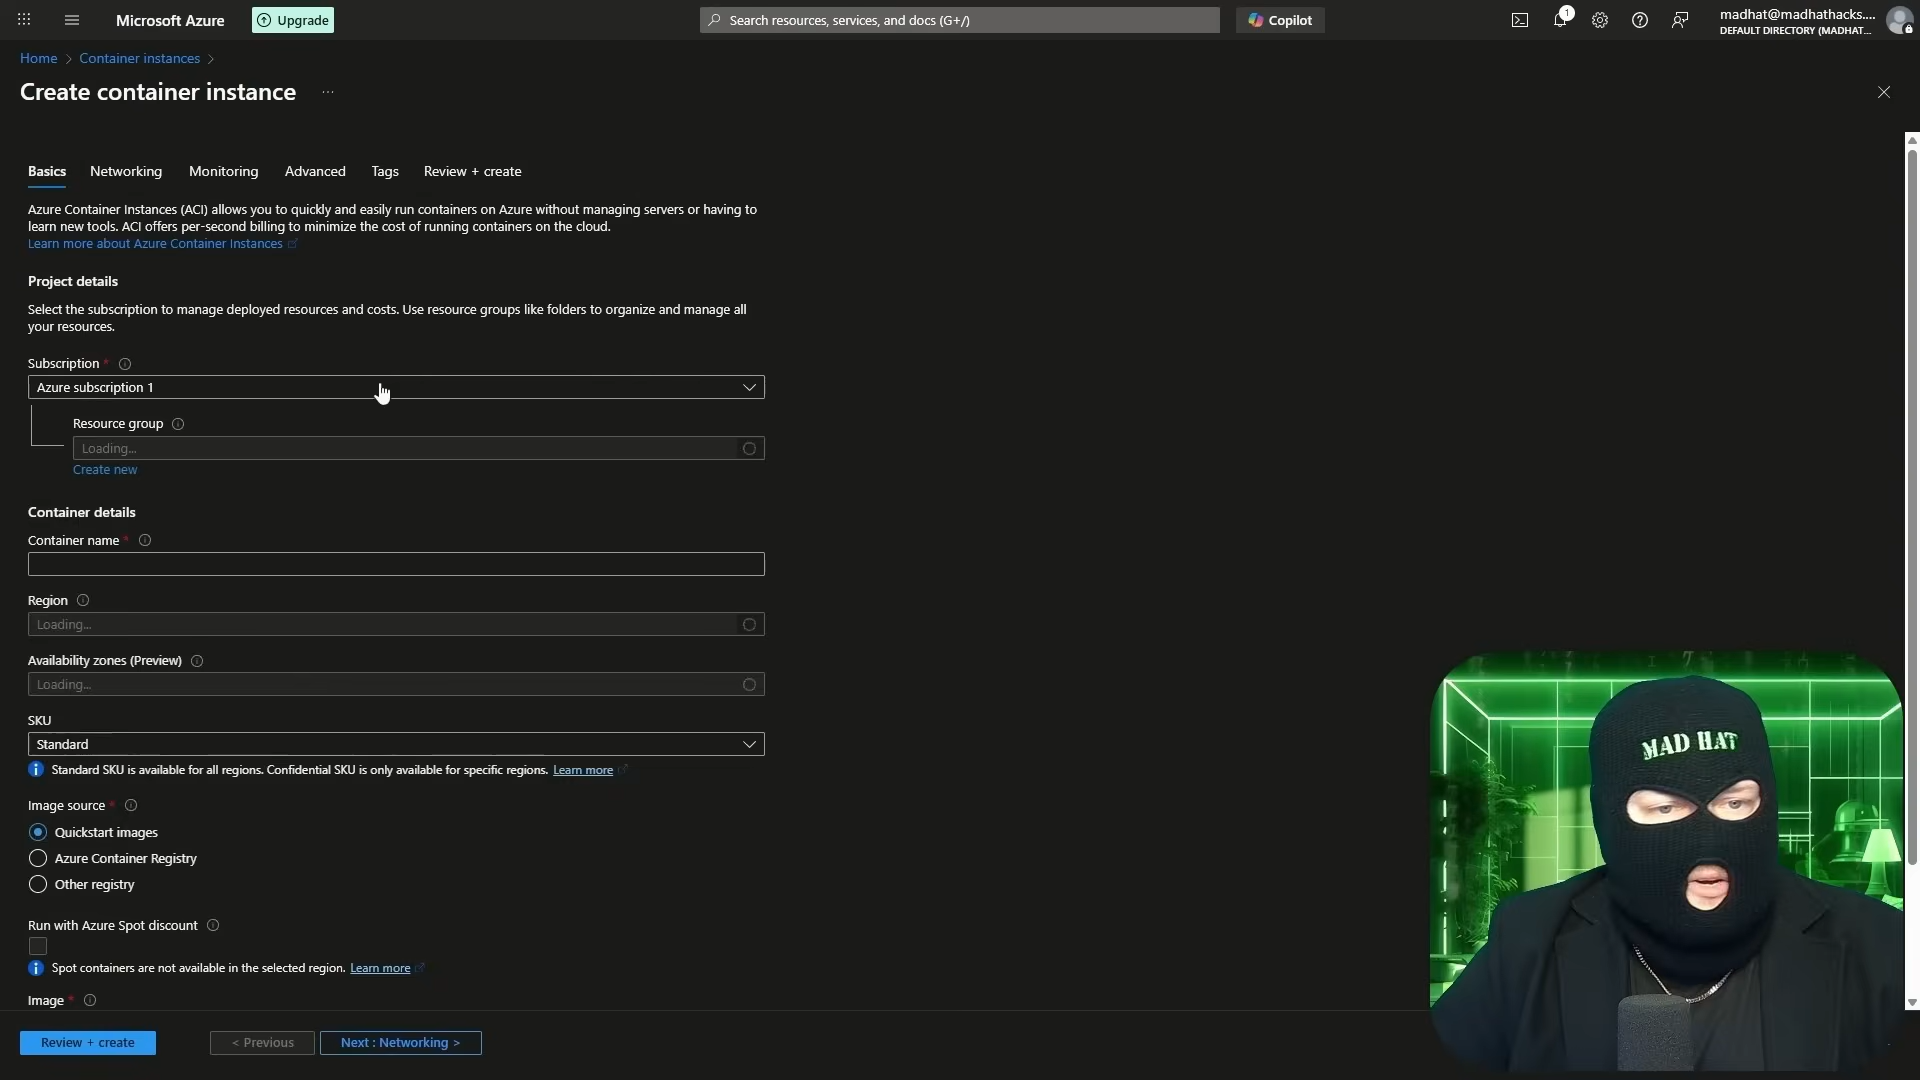 Microsoft Azure
Upgrade
Search resources, services, and docs (G+/)
Copilot
1
madhat@madhathacks....
DEFAULT DIRECTORY (MADHAT...
Home > Container instances >
Create container instance
...
Basics
Networking
Monitoring
Advanced
Tags
Review + create
Azure Container Instances (ACI) allows you to quickly and easily run containers on Azure without managing servers or having to
learn new tools. ACI offers per-second billing to minimize the cost of running containers on the cloud.
Learn more about Azure Container Instances
Project details
Select the subscription to manage deployed resources and costs. Use resource groups like folders to organize and manage all
your resources.
Subscription *
Azure subscription 1
Resource group
Loading...
Create new
Container details
Container name *
Region
Loading...
Availability zones (Preview)
Loading...
SKU
Standard
Standard SKU is available for all regions. Confidential SKU is only available for specific regions. Learn more
Image source *
Quickstart images
Azure Container Registry
Other registry
Run with Azure Spot discount
Spot containers are not available in the selected region. Learn more
Image *
Review + create
< Previous
Next : Networking >
MAD HAT